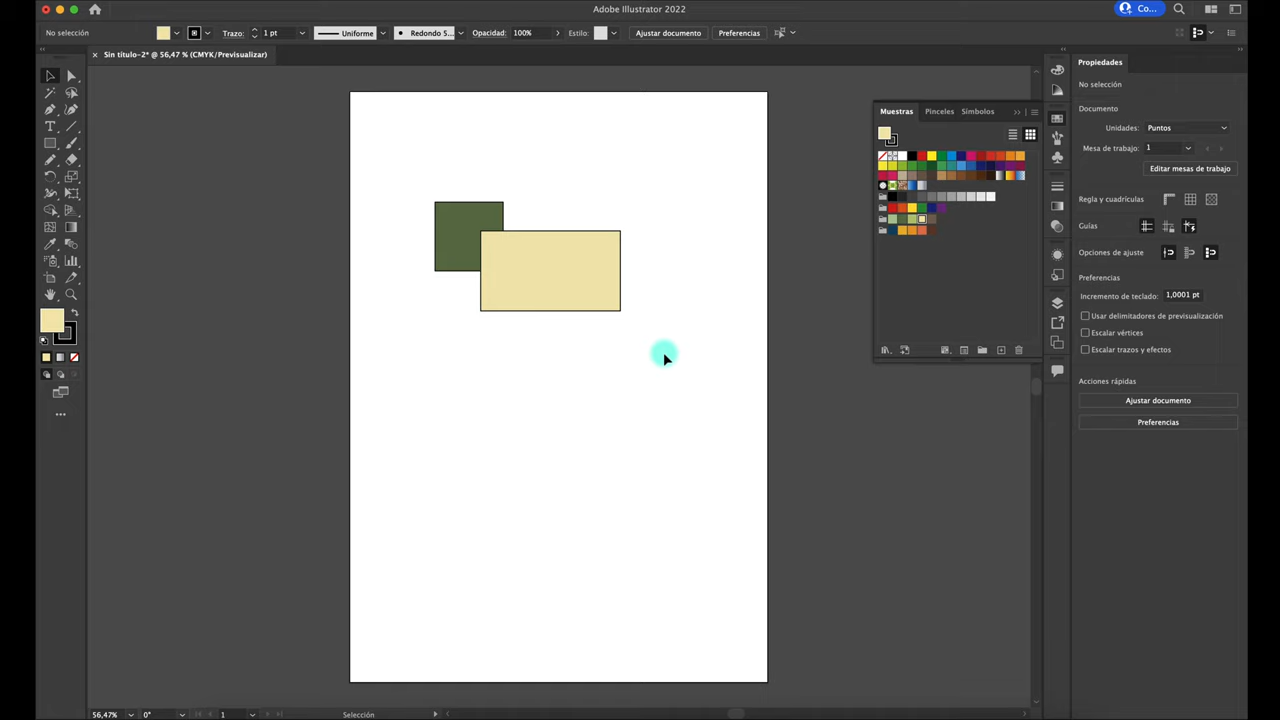 Adobe Illustrator 2022
Co...
No selección
Trazo:
1 pt
Uniforme
Redondo 5...
Opacidad:
100%
Estilo:
Ajustar documento
Preferencias
Sin título-2* @ 56,47 % (CMYK/Previsualizar)
Muestras
Pinceles
Símbolos
Propiedades
No selección
Documento
Unidades:
Puntos
Mesa de trabajo:
1
Editar mesas de trabajo
Regla y cuadrículas
Guías
Opciones de ajuste
Preferencias
Incremento de teclado:
1,0001 pt
Usar delimitadores de previsualización
Escalar vértices
Escalar trazos y efectos
Acciones rápidas
Ajustar documento
Preferencias
56,47%
0°
1
Selección